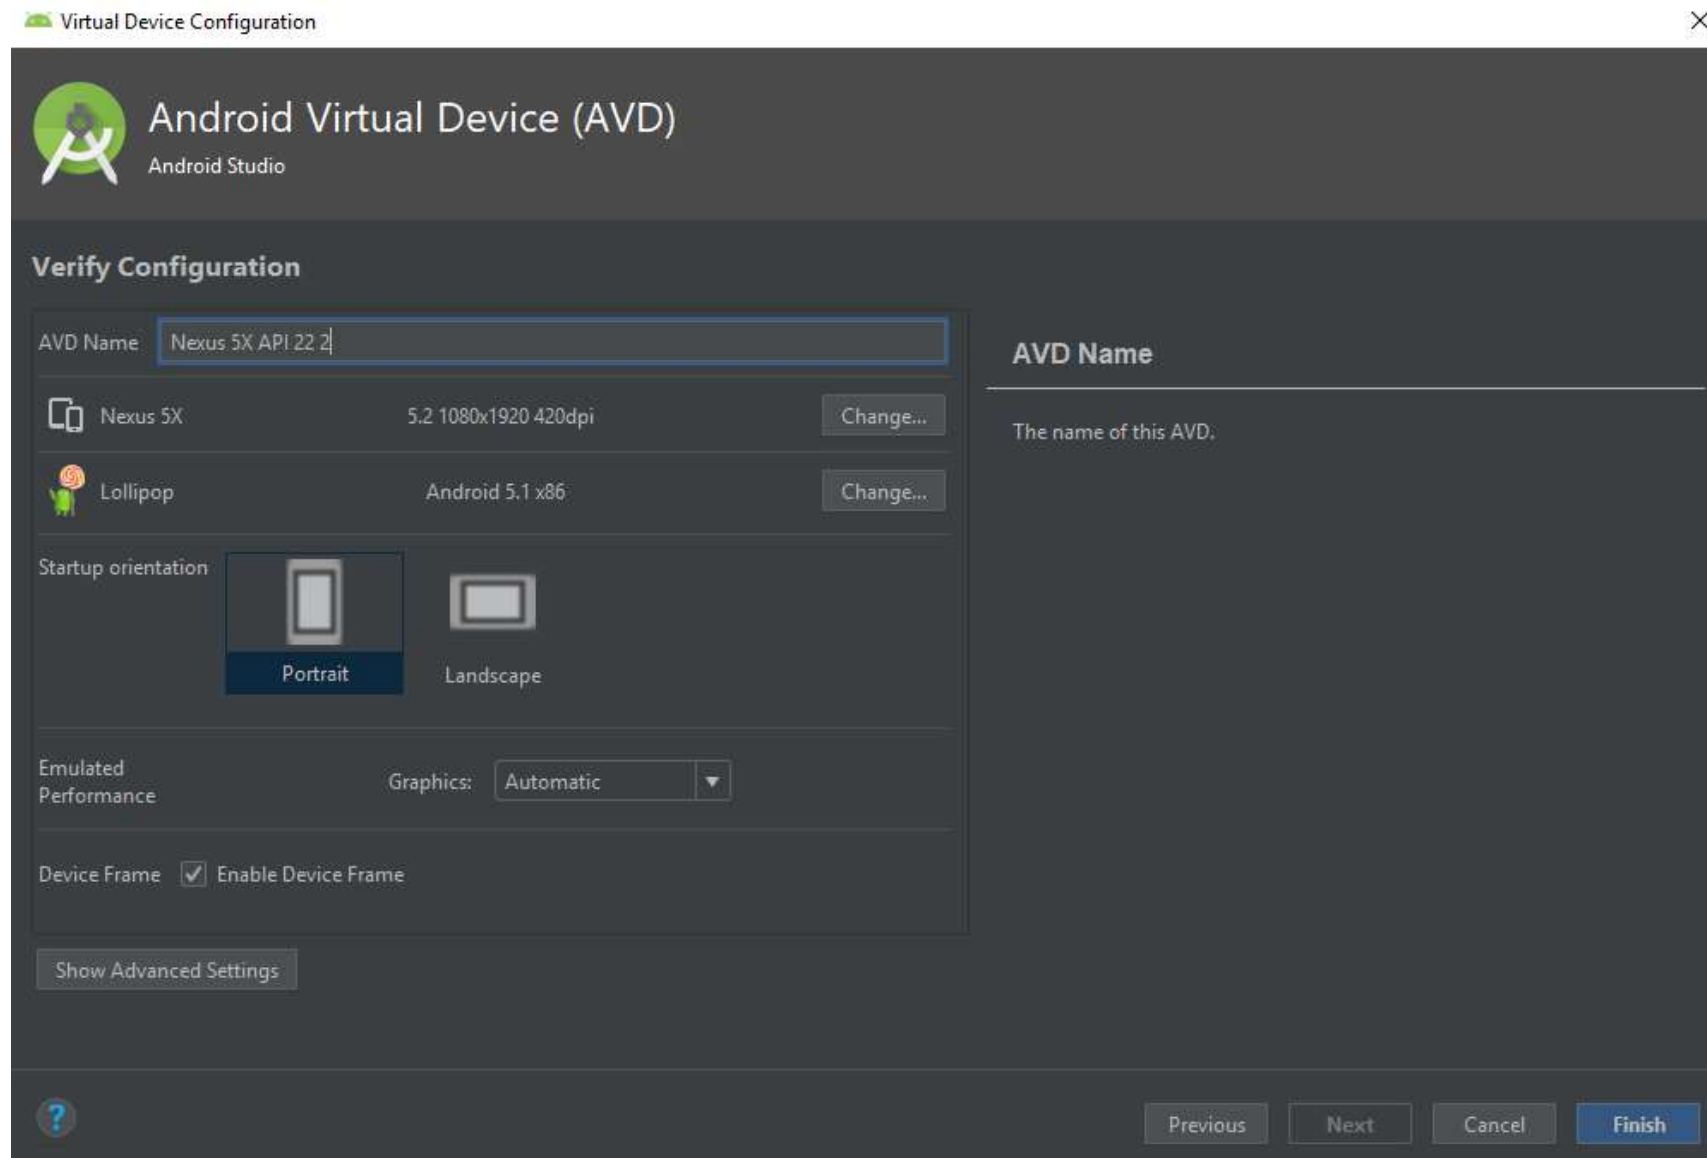 Virtual Device Configuration
Android Virtual Device (AVD)
Android Studio
Verify Configuration
AVD Name Nexus 5X API 22 2
Nexus 5X 5.2 1080x1920 420dpi Change...
Lollipop Android 5.1 x86 Change...
Startup orientation
Portrait Landscape
Emulated
Performance
Graphics: Automatic
Device Frame Enable Device Frame
Show Advanced Settings
AVD Name
The name of this AVD.
? Previous Next Cancel Finish